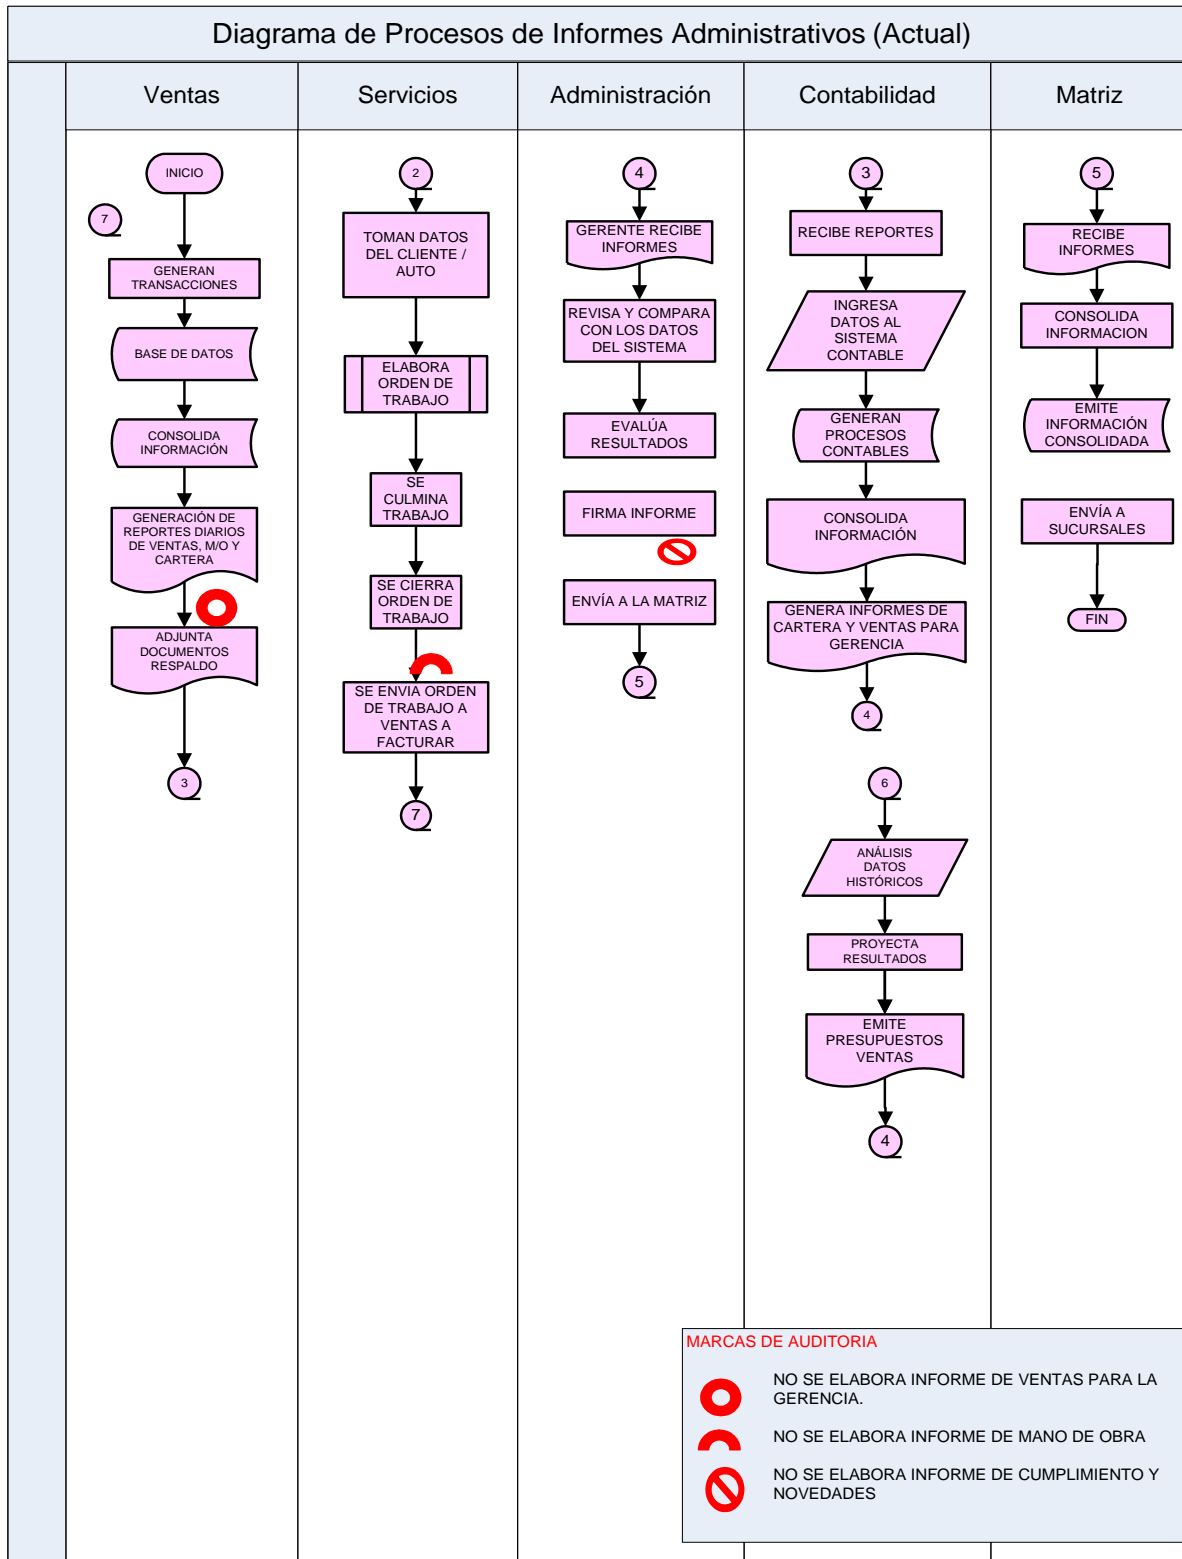 Diagrama de Procesos de Informes Administrativos (Actual)
Ventas
Servicios
Administración
Contabilidad
Matriz
INICIO
7
GENERAN
TRANSACCIONES
BASE DE DATOS
CONSOLIDA
INFORMACIÓN
GENERACIÓN DE
REPORTES DIARIOS
DE VENTAS, M/O Y
CARTERA
ADJUNTA
DOCUMENTOS
RESPALDO
3
2
TOMAN DATOS
DEL CLIENTE /
AUTO
ELABORA
ORDEN DE
TRABAJO
SE
CULMINA
TRABAJO
SE CIERRA
ORDEN DE
TRABAJO
SE ENVIA ORDEN
DE TRABAJO A
VENTAS A
FACTURAR
7
4
GERENTE RECIBE
INFORMES
REVISA Y COMPARA
CON LOS DATOS
DEL SISTEMA
EVALÚA
RESULTADOS
FIRMA INFORME
ENVÍA A LA MATRIZ
5
3
RECIBE REPORTES
INGRESA
DATOS AL
SISTEMA
CONTABLE
GENERAN
PROCESOS
CONTABLES
CONSOLIDA
INFORMACIÓN
GENERA INFORMES DE
CARTERA Y VENTAS PARA
GERENCIA
4
6
ANÁLISIS
DATOS
HISTÓRICOS
PROYECTA
RESULTADOS
EMITE
PRESUPUESTOS
VENTAS
4
5
RECIBE
INFORMES
CONSOLIDA
INFORMACION
EMITE
INFORMACIÓN
CONSOLIDADA
ENVÍA A
SUCURSALES
FIN
MARCAS DE AUDITORIA
NO SE ELABORA INFORME DE VENTAS PARA LA
GERENCIA.
NO SE ELABORA INFORME DE MANO DE OBRA
NO SE ELABORA INFORME DE CUMPLIMIENTO Y
NOVEDADES